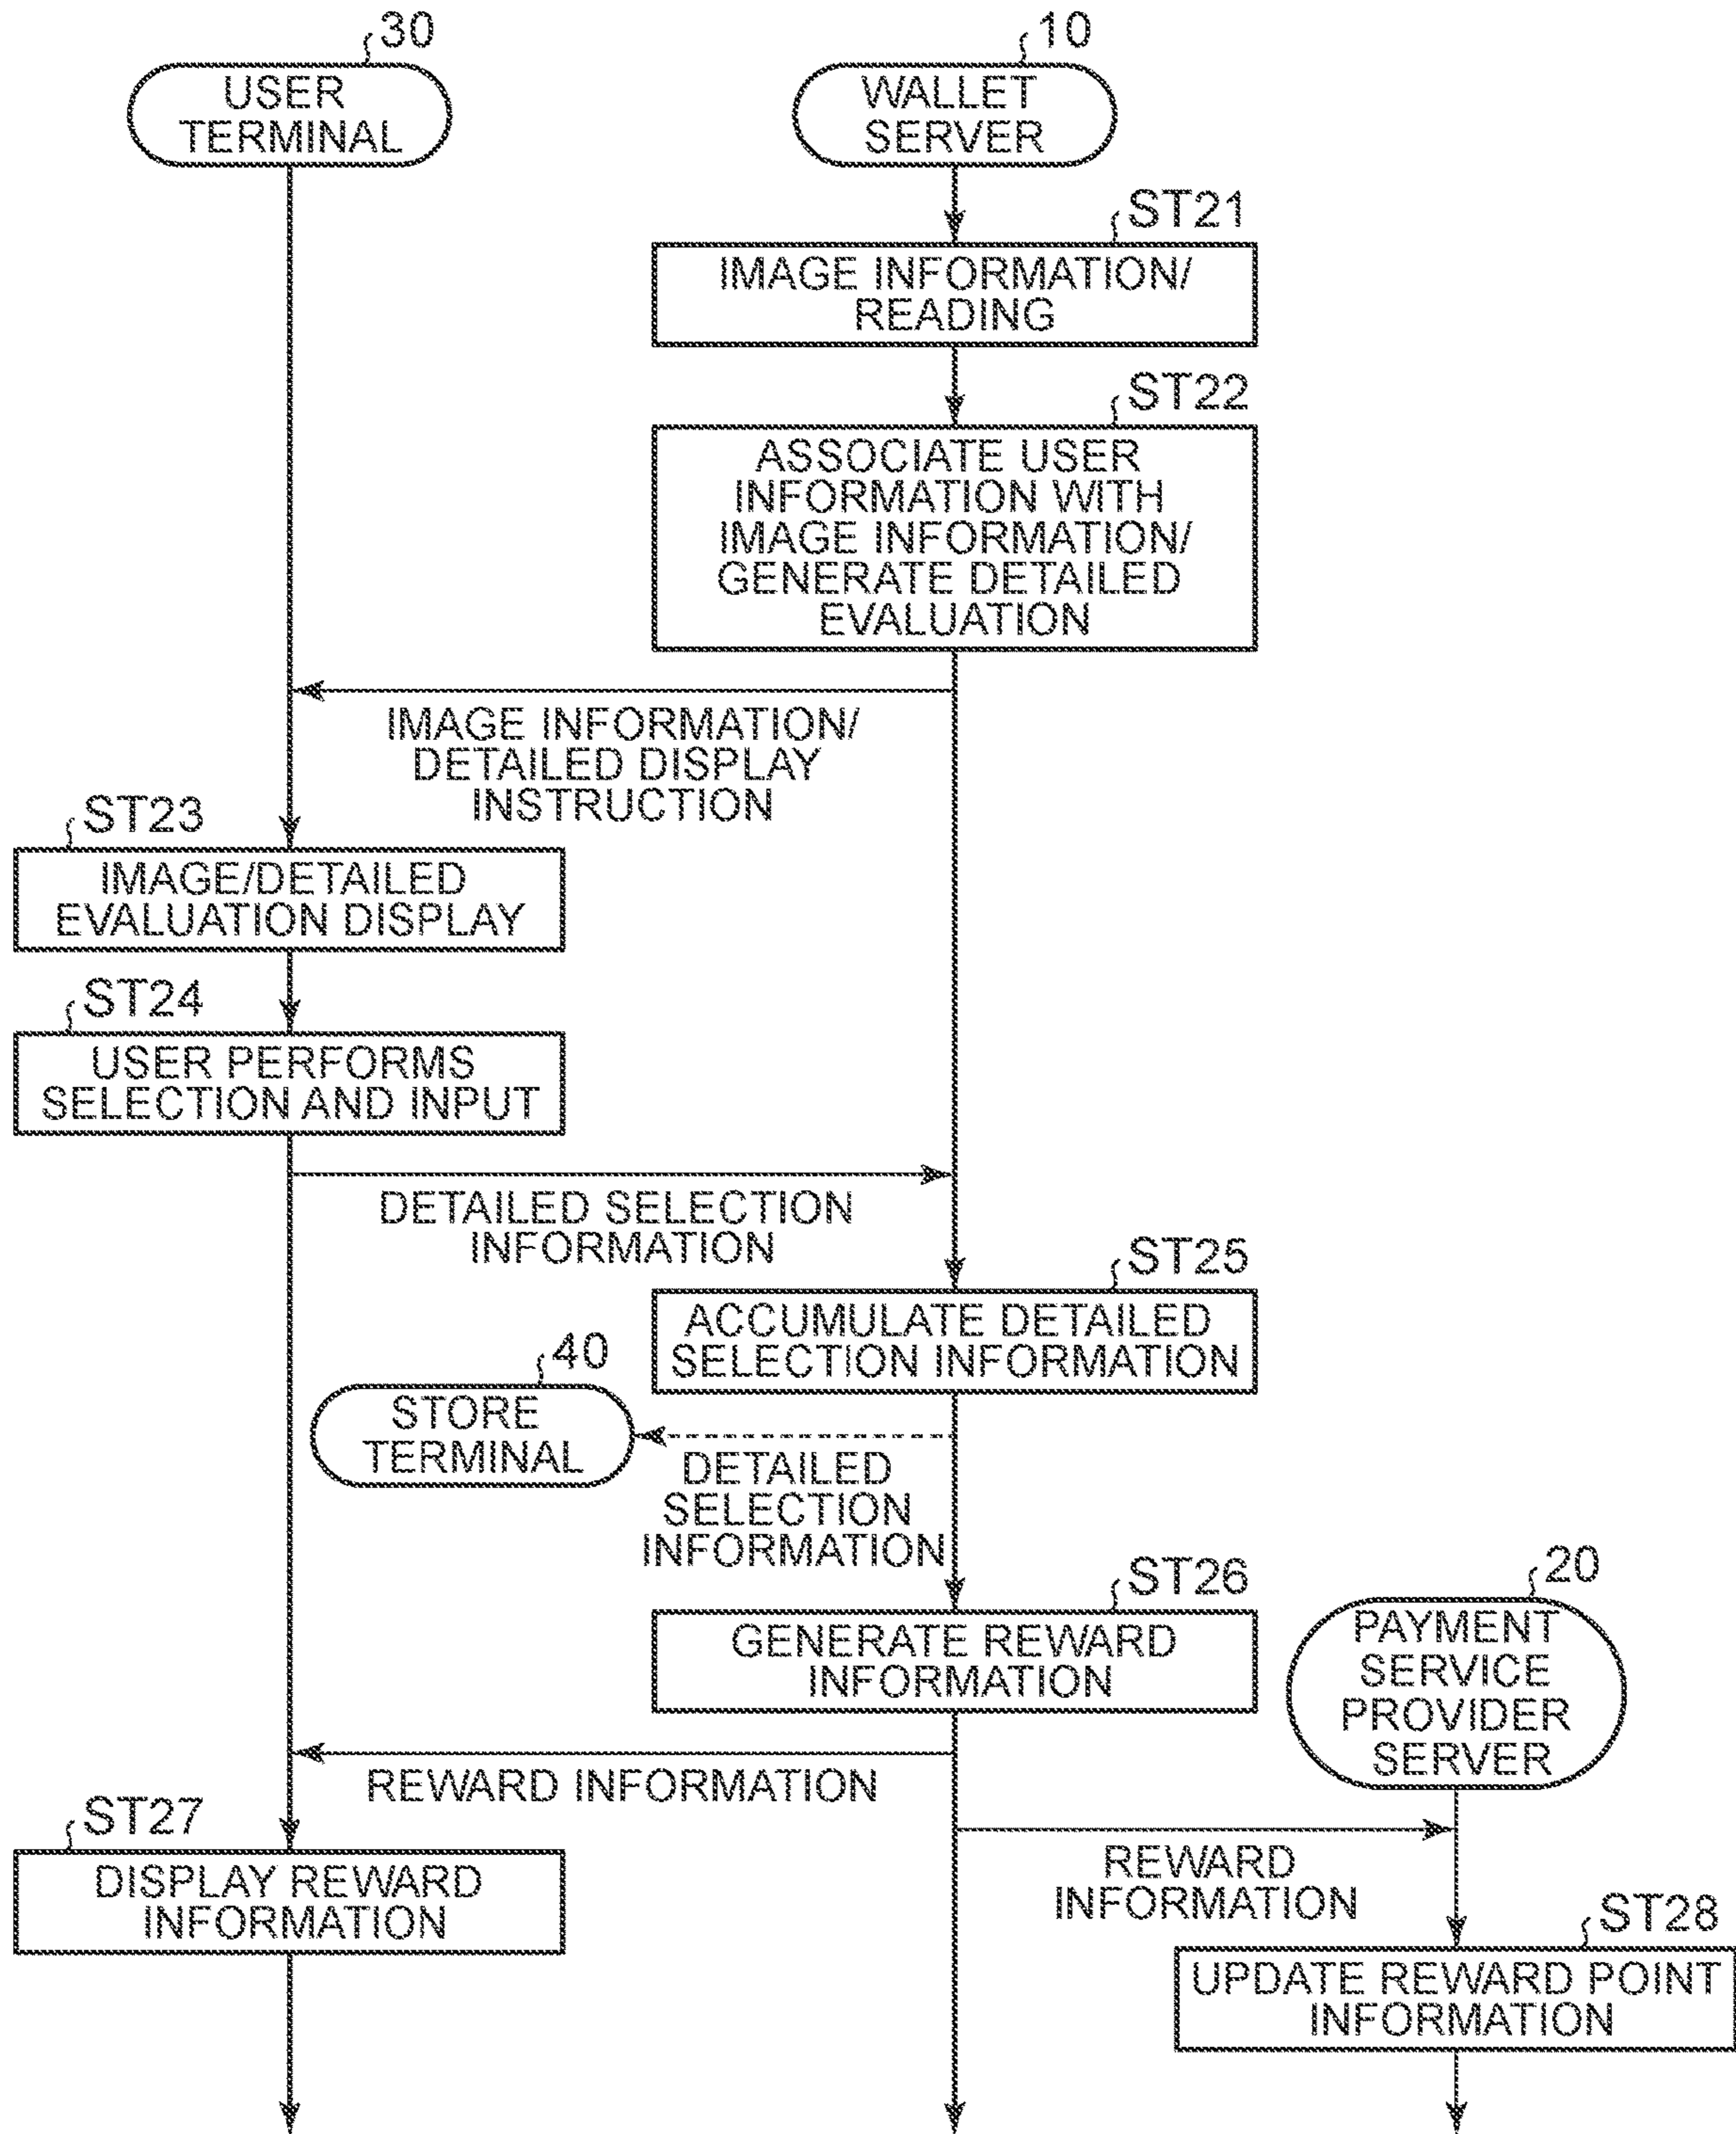 30
USER
TERMINAL
10
WALLET
SERVER
ST21
IMAGE INFORMATION/
READING
ST22
ASSOCIATE USER
INFORMATION WITH
IMAGE INFORMATION/
GENERATE DETAILED
EVALUATION
IMAGE INFORMATION/
DETAILED DISPLAY
INSTRUCTION
ST23
IMAGE/DETAILED
EVALUATION DISPLAY
ST24
USER PERFORMS
SELECTION AND INPUT
DETAILED SELECTION
INFORMATION
ST25
ACCUMULATE DETAILED
SELECTION INFORMATION
40
STORE
TERMINAL
DETAILED
SELECTION
INFORMATION
ST26
GENERATE REWARD
INFORMATION
20
PAYMENT
SERVICE
PROVIDER
SERVER
REWARD INFORMATION
ST27
DISPLAY REWARD
INFORMATION
REWARD
INFORMATION
ST28
UPDATE REWARD POINT
INFORMATION